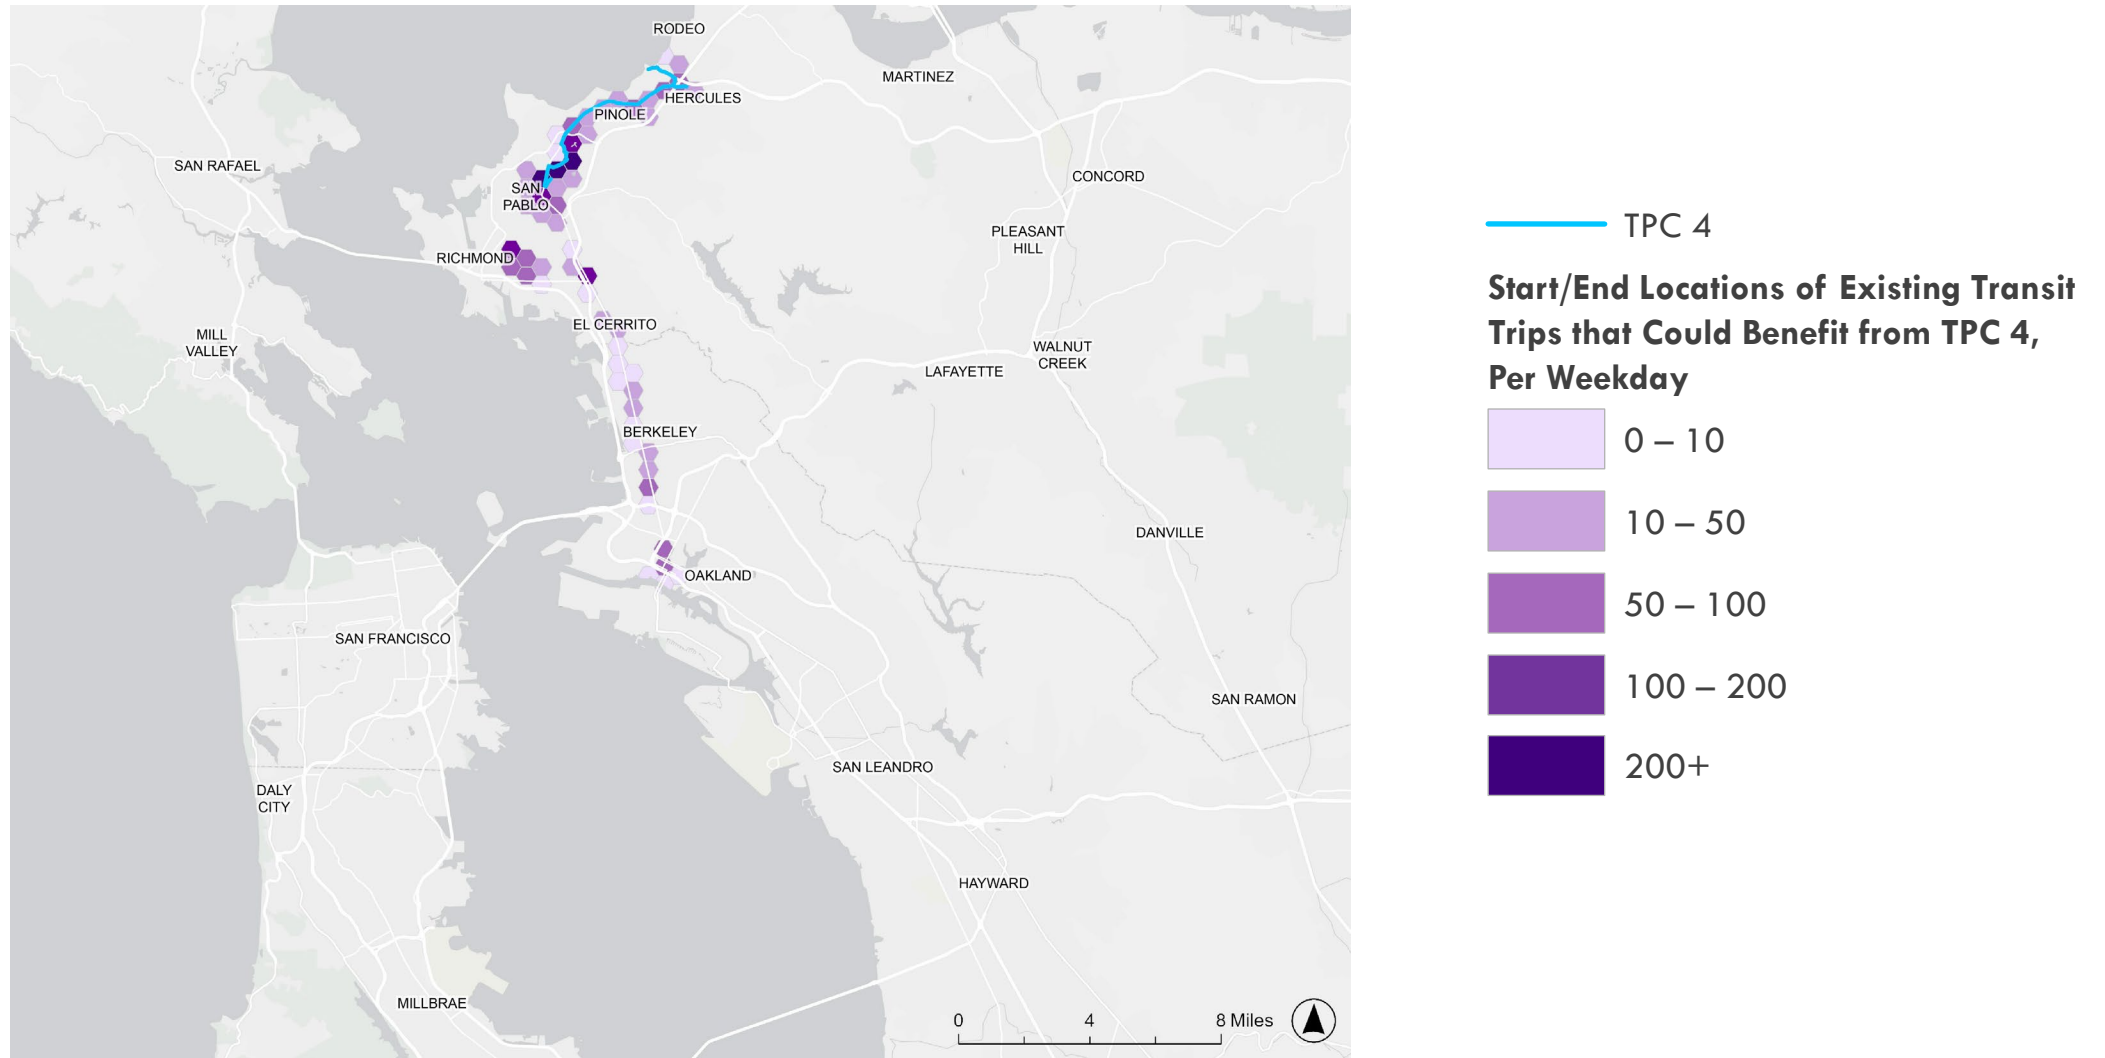 RODEO
MARTINEZ
HERCULES
PINOLE
SAN RAFAEL
CONCORD
SAN
PABLO
PLEASANT
HILL
RICHMOND
EL CERRITO
MILL
VALLEY
WALNUT
CREEK
LAFAYETTE
BERKELEY
DANVILLE
OAKLAND
SAN FRANCISCO
SAN RAMON
SAN LEANDRO
DALY
CITY
HAYWARD
MILLBRAE
0 4 8 Miles
TPC 4
Start/End Locations of Existing Transit
Trips that Could Benefit from TPC 4,
Per Weekday
0 – 10
10 – 50
50 – 100
100 – 200
200+